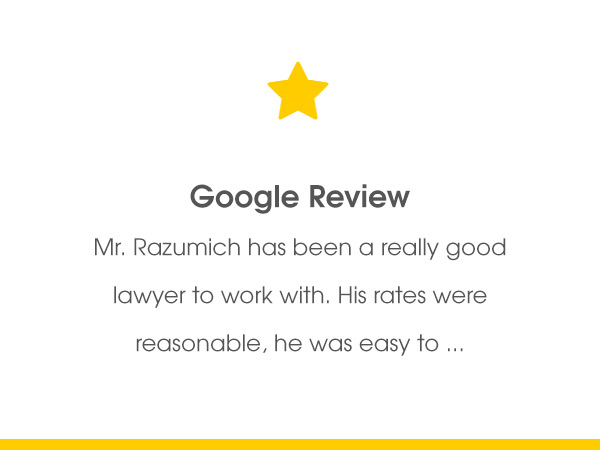 Google Review
Mr. Razumich has been a really good
lawyer to work with. His rates were
reasonable, he was easy to ...